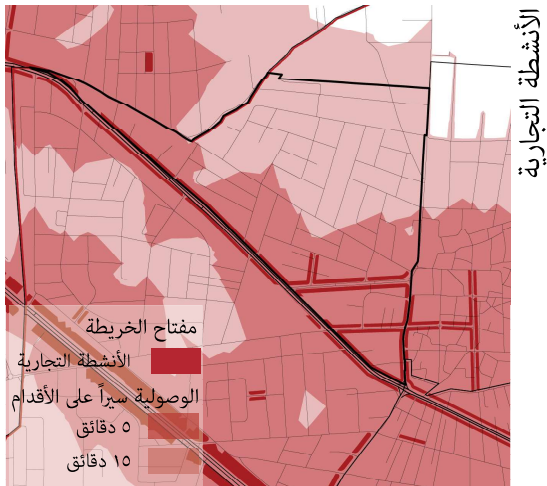 الأنشطة التجارية
مفتاح الخريطة
الأنشطة التجارية
الوصولية سيراً على الأقدام
٥ دقائق
١٥ دقائق